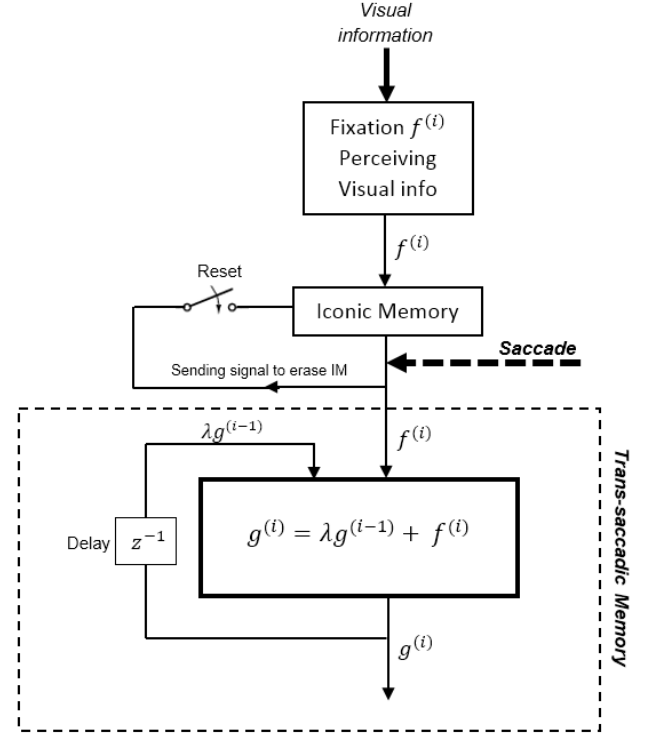 Visual
information
Fixation f⁽ⁱ⁾
Perceiving
Visual info
f⁽ⁱ⁾
Reset
Iconic Memory
Saccade
Sending signal to erase IM
λg⁽ⁱ⁻¹⁾
f⁽ⁱ⁾
g⁽ⁱ⁾ = λg⁽ⁱ⁻¹⁾ + f⁽ⁱ⁾
Delay
z⁻¹
g⁽ⁱ⁾
Trans-saccadic Memory